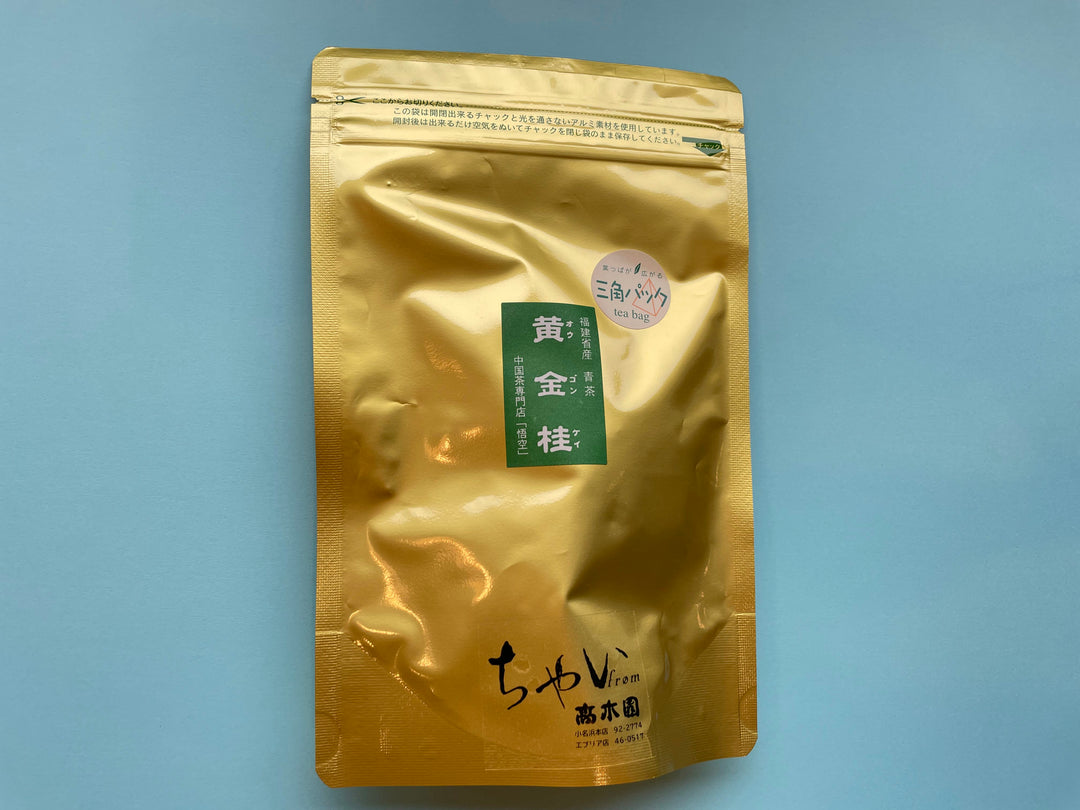 ここからお切りください。
この袋は開閉出来るチャックと光を通さないアルミ素材を使用しています。
開封後は出来るだけ空気をぬいてチャックを閉じ袋のまま保存してください。
チャック
葉っぱが 広がる
三角パック
tea bag
福建省産 青茶
黄金桂
オウ ゴン ケイ
中国茶専門店「悟空」
ちゃい from
髙木園
小名浜本店 92-2774
エブリア店 46-0517